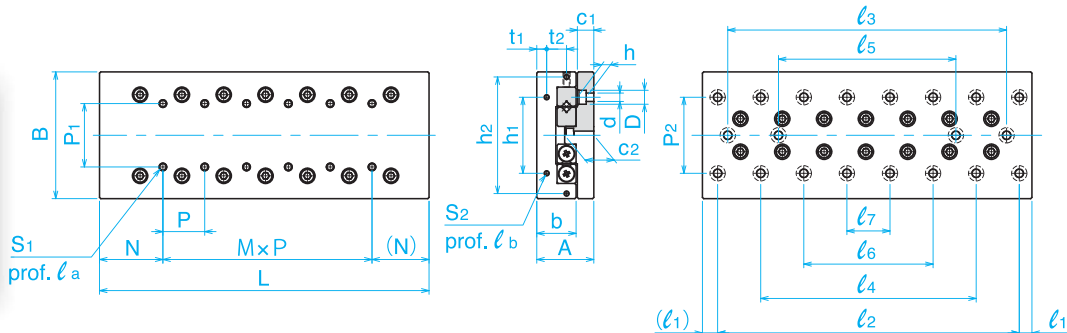 B
P1
S1
prof. ℓa
P
N
M×P
(N)
L
c1
t1
t2
h
h2
h1
d
D
c2
S2
prof. ℓb
b
A
ℓ3
ℓ5
P2
ℓ7
ℓ6
ℓ4
(ℓ1)
ℓ2
ℓ1